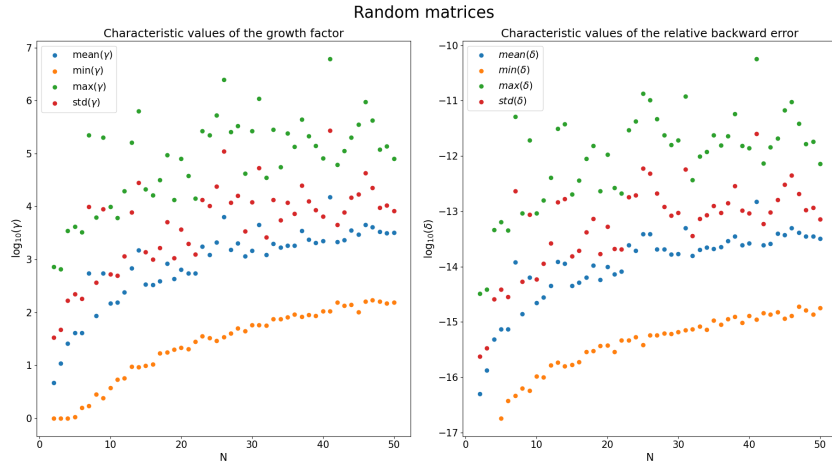 Random matrices
Characteristic values of the growth factor
mean(γ)
min(γ)
max(γ)
std(γ)
log₁₀(γ)
7
6
5
4
3
2
1
0
0 10 20 30 40 50
N
Characteristic values of the relative backward error
mean(δ)
min(δ)
max(δ)
std(δ)
log₁₀(δ)
−10
−11
−12
−13
−14
−15
−16
−17
0 10 20 30 40 50
N